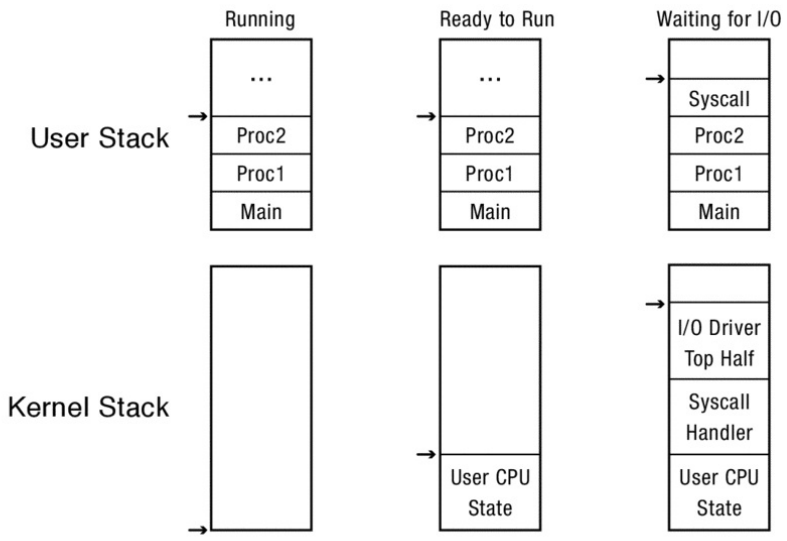 Running
Ready to Run
Waiting for I/O
User Stack
...
Proc2
Proc1
Main
...
Proc2
Proc1
Main
Syscall
Proc2
Proc1
Main
Kernel Stack
User CPU
State
I/O Driver
Top Half
Syscall
Handler
User CPU
State